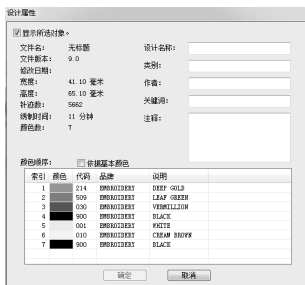 设计属性
显示所选对象。
文件名: 无标题 设计名称:
文件版本: 9.0
修改日期: 类别:
宽度: 41.10 毫米 作者:
高度: 65.10 毫米
针迹数: 5662 关键词:
绣制时间: 11 分钟 注释:
颜色数: 7
颜色顺序: 依据基本颜色
索引 颜色 代码 品牌 说明
1 214 EMBROIDERY DEEP GOLD
2 509 EMBROIDERY LEAF GREEN
3 030 EMBROIDERY VERMILLION
4 900 EMBROIDERY BLACK
5 001 EMBROIDERY WHITE
6 010 EMBROIDERY CREAM BROWN
7 900 EMBROIDERY BLACK
确定 取消